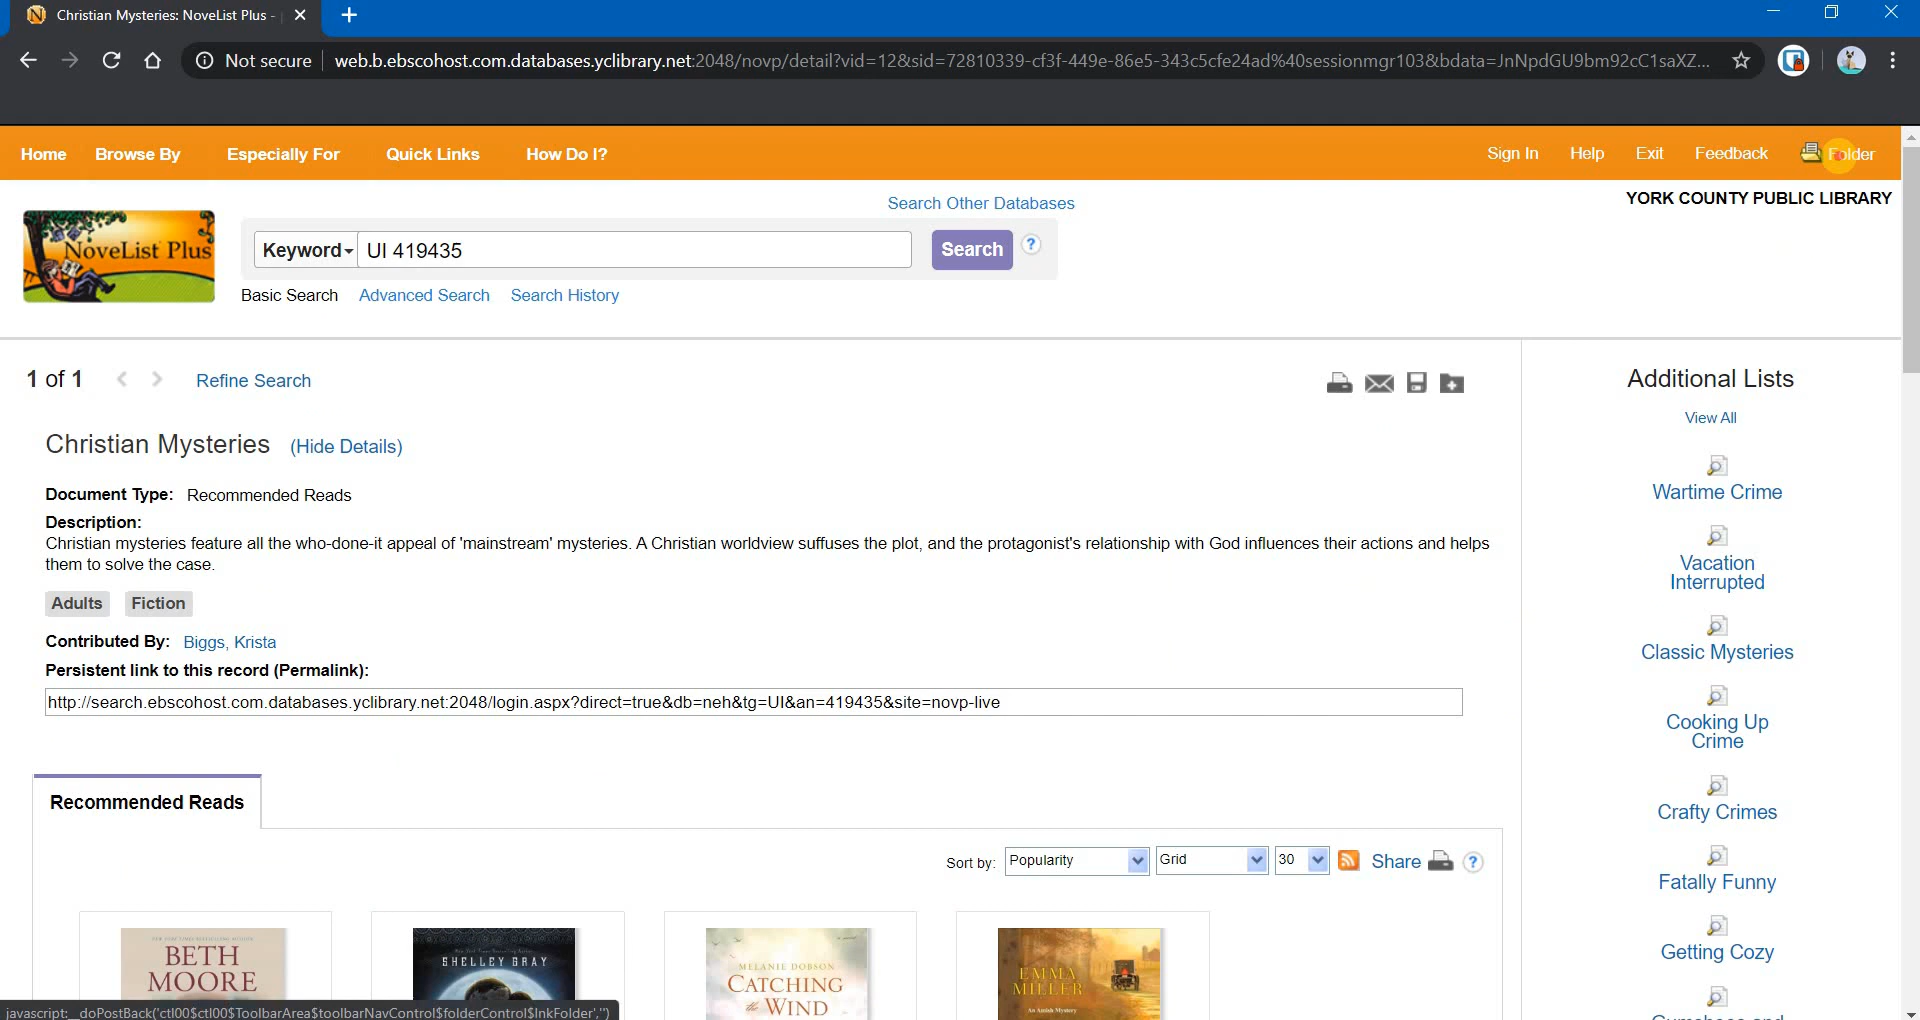 Christian Mysteries: NoveList Plus -
Not secure web.b.ebscohost.com.databases.yclibrary.net:2048/novp/detail?vid=12&sid=72810339-cf3f-449e-86e5-343c5cfe24ad%40sessionmgr103&bdata=JnNpdGU9bm92cC1saXZ...
Home Browse By Especially For Quick Links How Do I? Sign In Help Exit Feedback Folder
YORK COUNTY PUBLIC LIBRARY
Search Other Databases
NoveList Plus
Keyword UI 419435 Search ?
Basic Search Advanced Search Search History
1 of 1 Refine Search
Christian Mysteries (Hide Details)
Document Type: Recommended Reads
Description:
Christian mysteries feature all the who-done-it appeal of 'mainstream' mysteries. A Christian worldview suffuses the plot, and the protagonist's relationship with God influences their actions and helps
them to solve the case.
Adults Fiction
Contributed By: Biggs, Krista
Persistent link to this record (Permalink):
http://search.ebscohost.com.databases.yclibrary.net:2048/login.aspx?direct=true&db=neh&tg=UI&an=419435&site=novp-live
Recommended Reads
Sort by: Popularity Grid 30 Share ?
BETH
MOORE
SHELLEY GRAY
MELANIE DOBSON
CATCHING
the WIND
EMMA
MILLER
An Amish Mystery
Additional Lists
View All
Wartime Crime
Vacation
Interrupted
Classic Mysteries
Cooking Up
Crime
Crafty Crimes
Fatally Funny
Getting Cozy
javascript:__doPostBack('ctl00$ctl00$ToolbarArea$toolbarNavControl$folderControl$lnkFolder','')